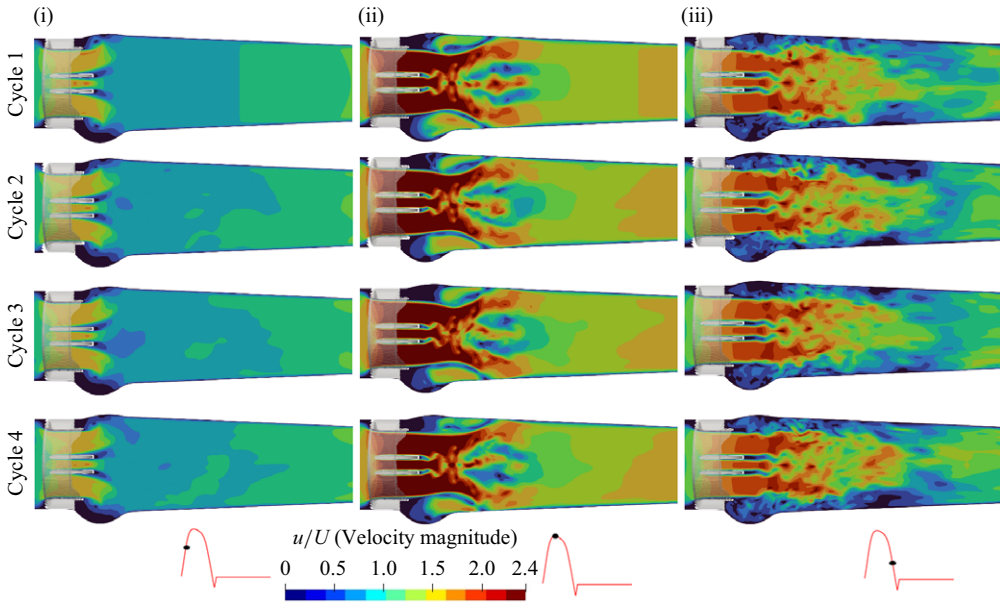 (i) (ii) (iii)
Cycle 1
Cycle 2
Cycle 3
Cycle 4
u/U (Velocity magnitude)
0 0.5 1.0 1.5 2.0 2.4